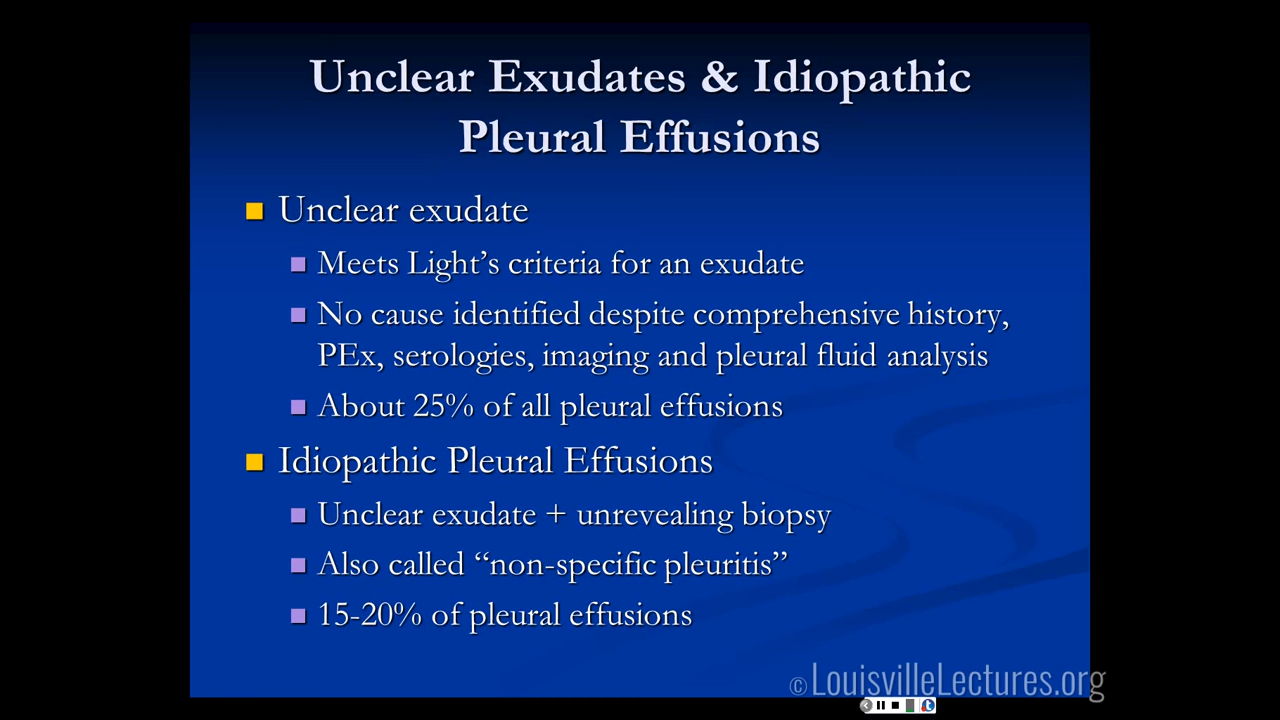 Unclear Exudates & Idiopathic
Pleural Effusions
Unclear exudate
Meets Light’s criteria for an exudate
No cause identified despite comprehensive history,
PEx, serologies, imaging and pleural fluid analysis
About 25% of all pleural effusions
Idiopathic Pleural Effusions
Unclear exudate + unrevealing biopsy
Also called “non-specific pleuritis”
15-20% of pleural effusions
© LouisvilleLectures.org